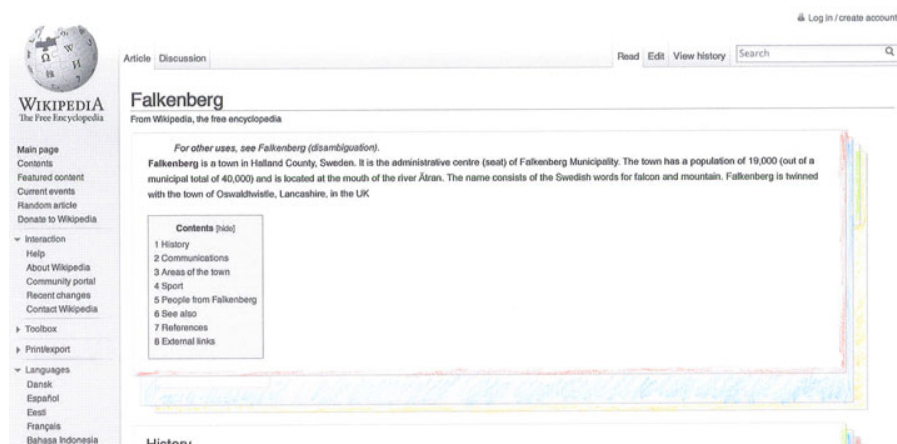 Log in / create account
Article Discussion
Read Edit View history
Search
WIKIPEDIA
The Free Encyclopedia
Falkenberg
From Wikipedia, the free encyclopedia
Main page
Contents
Featured content
Current events
Random article
Donate to Wikipedia
Interaction
Help
About Wikipedia
Community portal
Recent changes
Contact Wikipedia
Toolbox
Print/export
Languages
Dansk
Español
Eesti
Français
Bahasa Indonesia
For other uses, see Falkenberg (disambiguation).
Falkenberg is a town in Halland County, Sweden. It is the administrative centre (seat) of Falkenberg Municipality. The town has a population of 19,000 (out of a
municipal total of 40,000) and is located at the mouth of the river Ätran. The name consists of the Swedish words for falcon and mountain. Falkenberg is twinned
with the town of Oswaldtwistle, Lancashire, in the UK
Contents [hide]
1 History
2 Communications
3 Areas of the town
4 Sport
5 People from Falkenberg
6 See also
7 References
8 External links
History